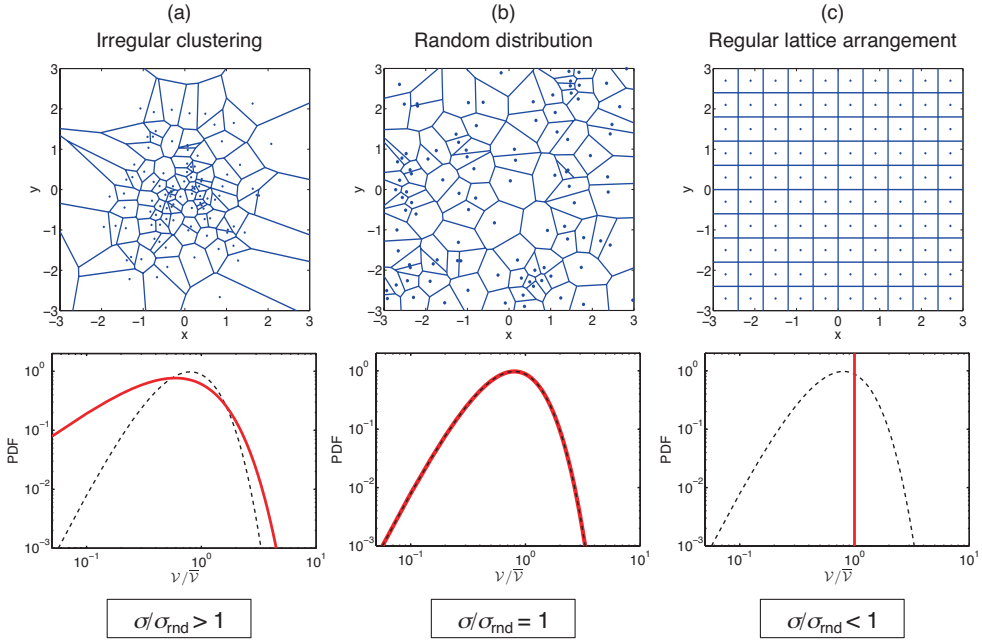 (a)
Irregular clustering
3
2
1
0
−1
−2
−3
y
−3 −2 −1 0 1 2 3
x
10⁰
10⁻¹
10⁻²
10⁻³
PDF
10⁻¹ 10⁰ 10¹
𝒱/𝒱̅
σ/σrnd > 1
(b)
Random distribution
3
2
1
0
−1
−2
−3
y
−3 −2 −1 0 1 2 3
x
10⁰
10⁻¹
10⁻²
10⁻³
PDF
10⁻¹ 10⁰ 10¹
𝒱/𝒱̅
σ/σrnd = 1
(c)
Regular lattice arrangement
3
2
1
0
−1
−2
−3
y
−3 −2 −1 0 1 2 3
x
10⁰
10⁻¹
10⁻²
10⁻³
PDF
10⁻¹ 10⁰ 10¹
𝒱/𝒱̅
σ/σrnd < 1